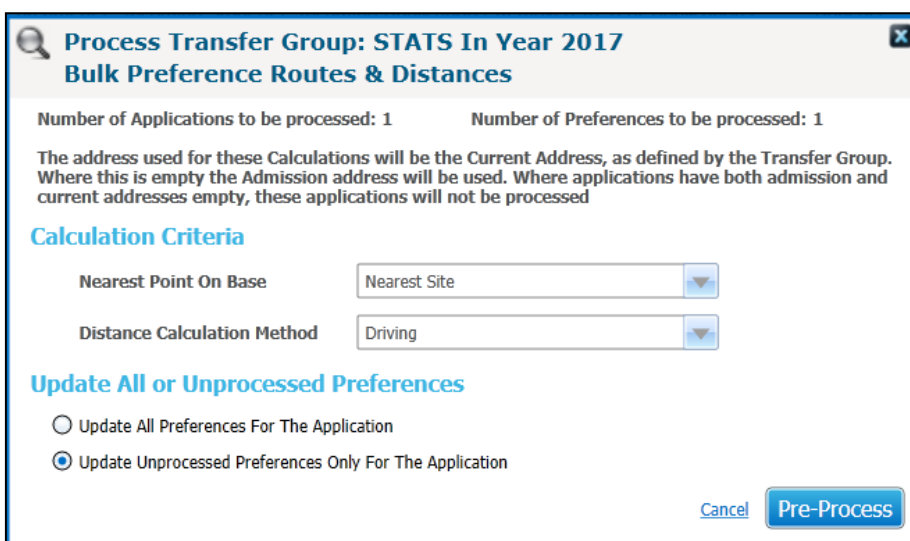 Process Transfer Group: STATS In Year 2017
Bulk Preference Routes & Distances
Number of Applications to be processed: 1 Number of Preferences to be processed: 1
The address used for these Calculations will be the Current Address, as defined by the Transfer Group.
Where this is empty the Admission address will be used. Where applications have both admission and
current addresses empty, these applications will not be processed
Calculation Criteria
Nearest Point On Base Nearest Site
Distance Calculation Method Driving
Update All or Unprocessed Preferences
Update All Preferences For The Application
Update Unprocessed Preferences Only For The Application
Cancel Pre-Process